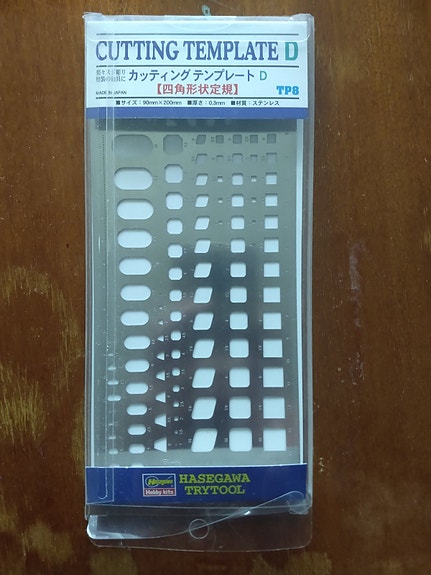 CUTTING TEMPLATE D
カッティング テンプレート D
【四角形状定規】
MADE IN JAPAN
TP8
■サイズ：90mm×200mm ■厚さ：0.3mm ■材質：ステンレス
Hasegawa
Hobby kits
HASEGAWA
TRYTOOL